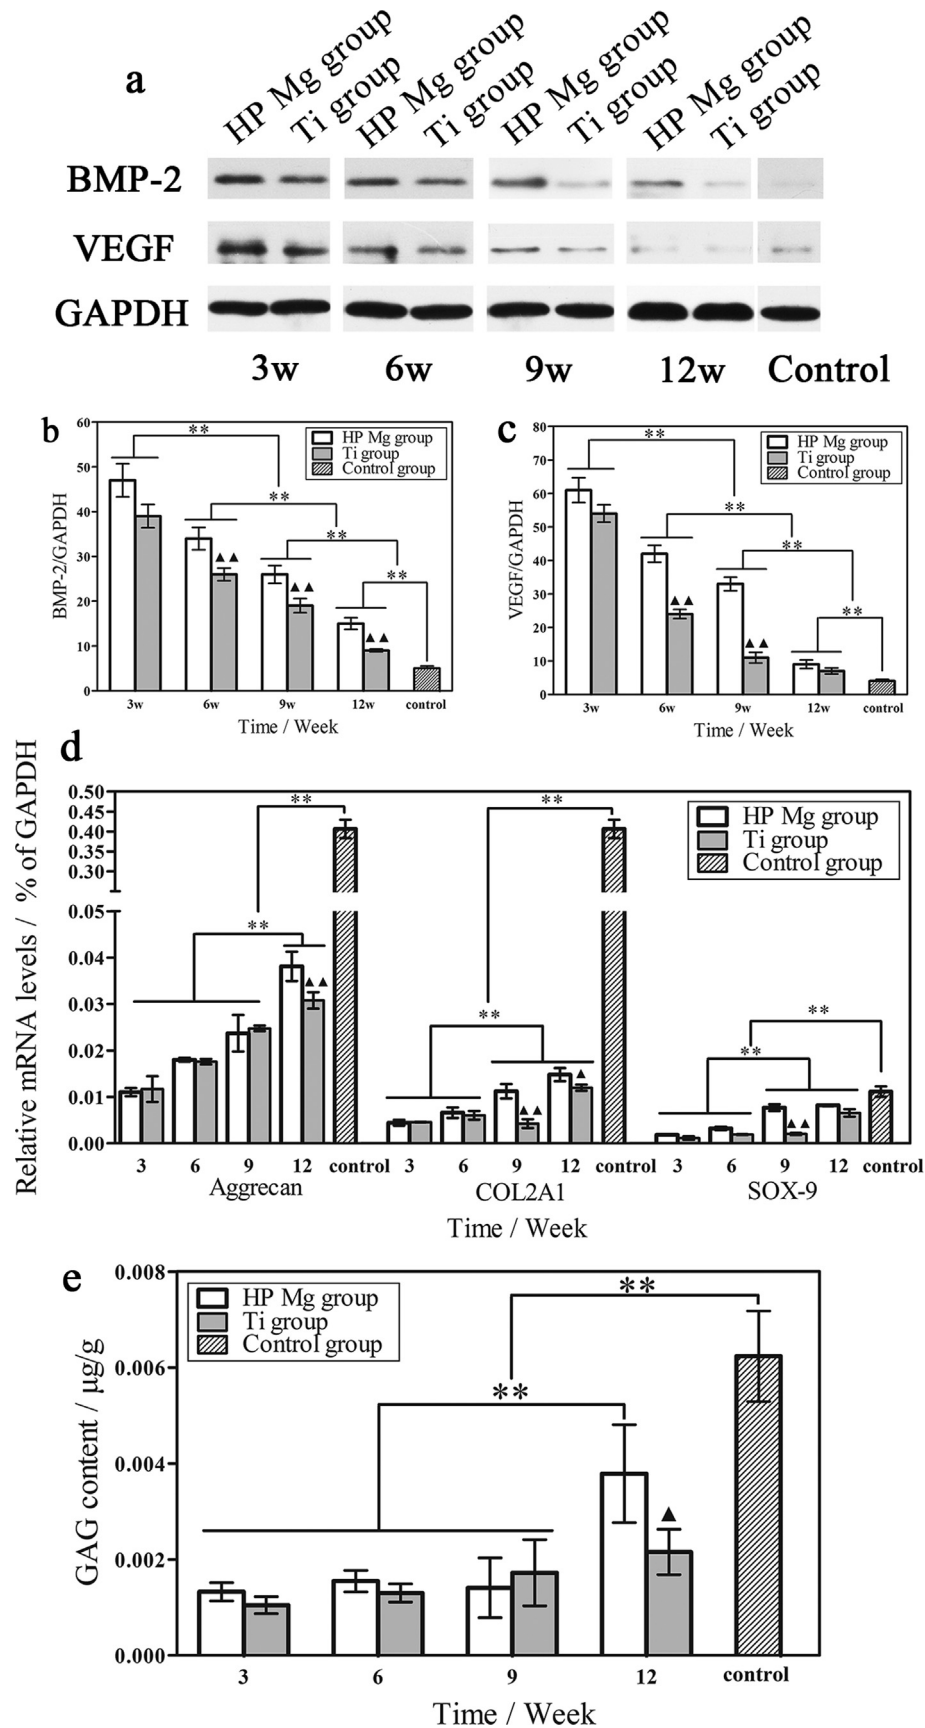 a
HP Mg group
Ti group
HP Mg group
Ti group
HP Mg group
Ti group
HP Mg group
Ti group
BMP-2
VEGF
GAPDH
3w 6w 9w 12w Control
b
BMP-2/GAPDH
60
50
40
30
20
10
0
HP Mg group
Ti group
Control group
**
**
**
**
▲▲
▲▲
▲▲
3w 6w 9w 12w control
Time / Week
c
VEGF/GAPDH
80
70
60
50
40
30
20
10
0
HP Mg group
Ti group
Control group
**
**
**
**
▲▲
▲▲
3w 6w 9w 12w control
Time / Week
d
Relative mRNA levels / % of GAPDH
0.50
0.45
0.40
0.35
0.30
0.05
0.04
0.03
0.02
0.01
0.00
HP Mg group
Ti group
Control group
** **
** ** **
**
▲▲ ▲▲ ▲ ▲▲
3 6 9 12 control 3 6 9 12 control 3 6 9 12 control
Aggrecan COL2A1 SOX-9
Time / Week
e
GAG content / μg/g
0.008
0.006
0.004
0.002
0.000
HP Mg group
Ti group
Control group
**
**
▲
3 6 9 12 control
Time / Week